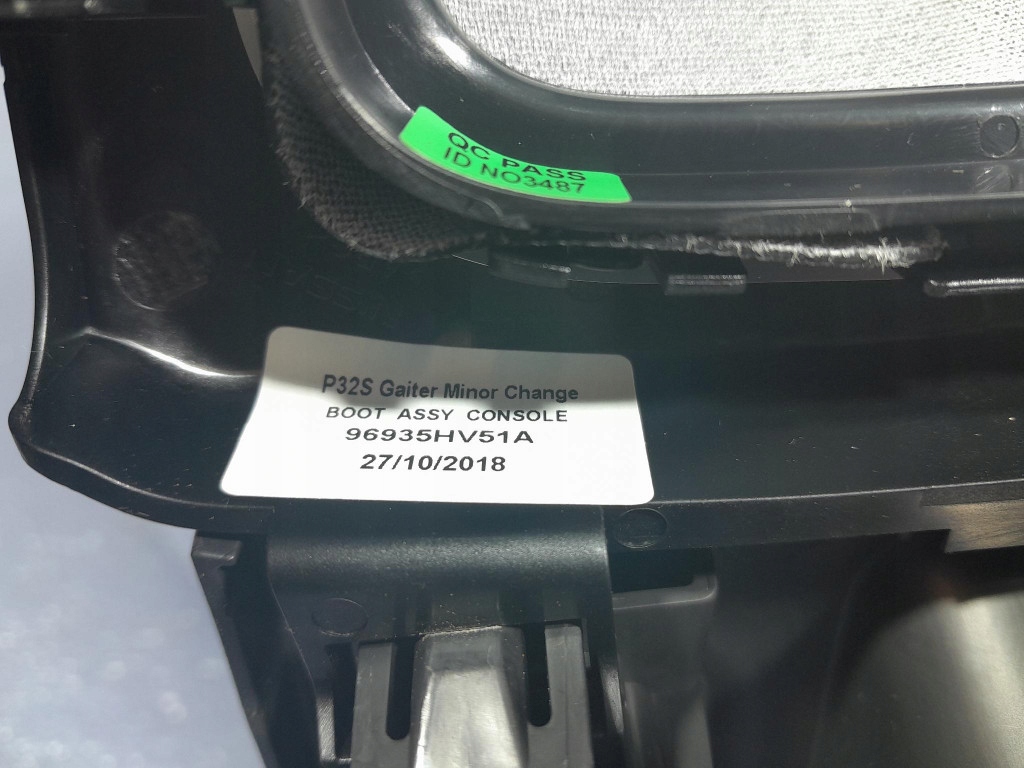 QC PASS
ID NO3487
P32S Gaiter Minor Change
BOOT ASSY CONSOLE
96935HV51A
27/10/2018